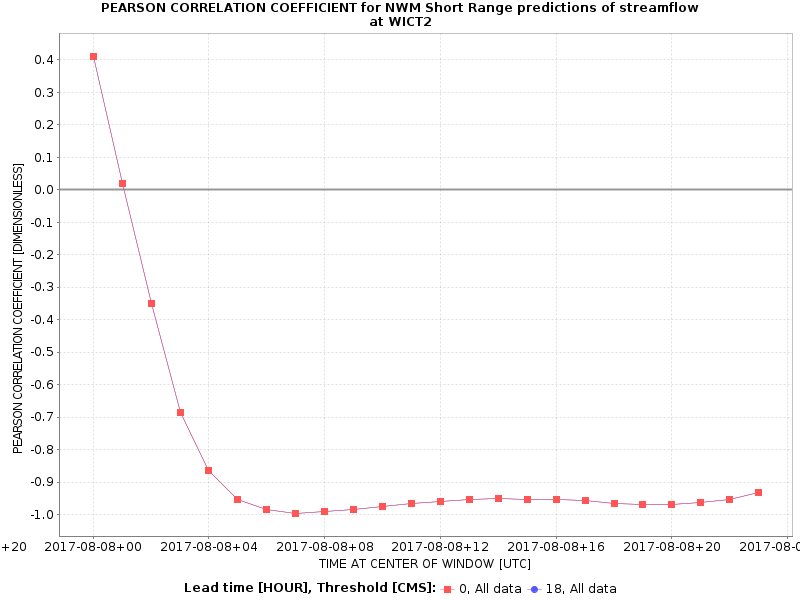 PEARSON CORRELATION COEFFICIENT for NWM Short Range predictions of streamflow
at WICT2
PEARSON CORRELATION COEFFICIENT [DIMENSIONLESS]
0.4
0.3
0.2
0.1
0.0
-0.1
-0.2
-0.3
-0.4
-0.5
-0.6
-0.7
-0.8
-0.9
-1.0
+20 2017-08-08+00 2017-08-08+04 2017-08-08+08 2017-08-08+12 2017-08-08+16 2017-08-08+20 2017-08-0
TIME AT CENTER OF WINDOW [UTC]
Lead time [HOUR], Threshold [CMS]: 0, All data 18, All data